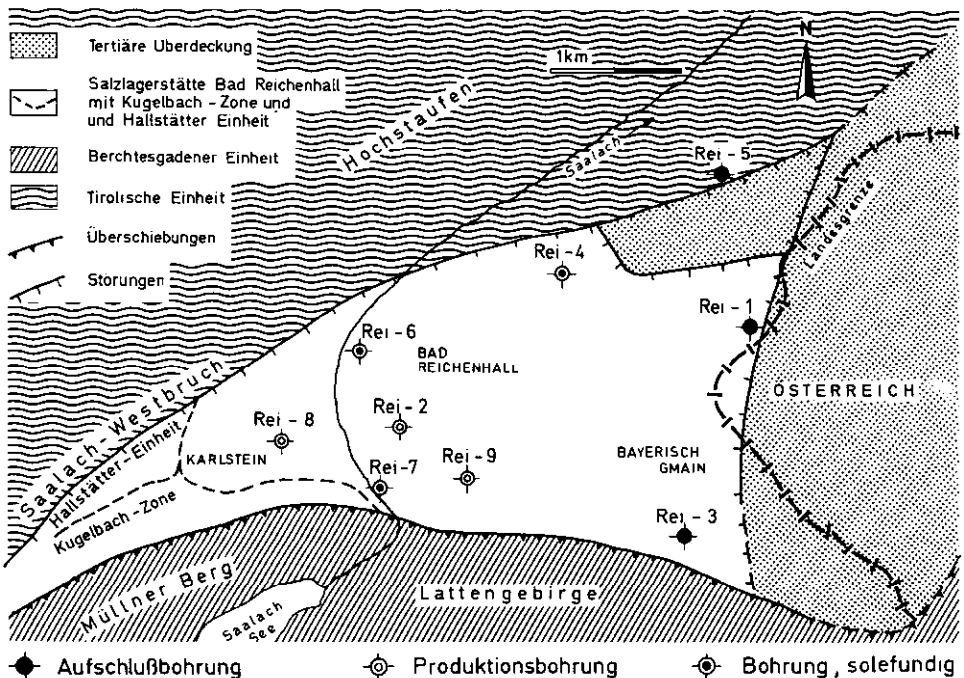 Tertiäre Überdeckung
Salzlagerstätte Bad Reichenhall
mit Kugelbach-Zone und
und Hallstätter Einheit
Berchtesgadener Einheit
Tirolische Einheit
Überschiebungen
Störungen
1km
N
Hochstaufen
Saalach
Rei-5
Landesgrenze
Rei-4
Rei-1
Rei-6
BAD
REICHENHALL
ÖSTERREICH
Saalach-Westbruch
Rei-2
Rei-8
Hallstätter-Einheit
KARLSTEIN
BAYERISCH
GMAIN
Rei-7
Rei-9
Kugelbach-Zone
Rei-3
Müllner Berg
Lattengebirge
Saalach
See
Aufschlußbohrung
Produktionsbohrung
Bohrung, solefündig